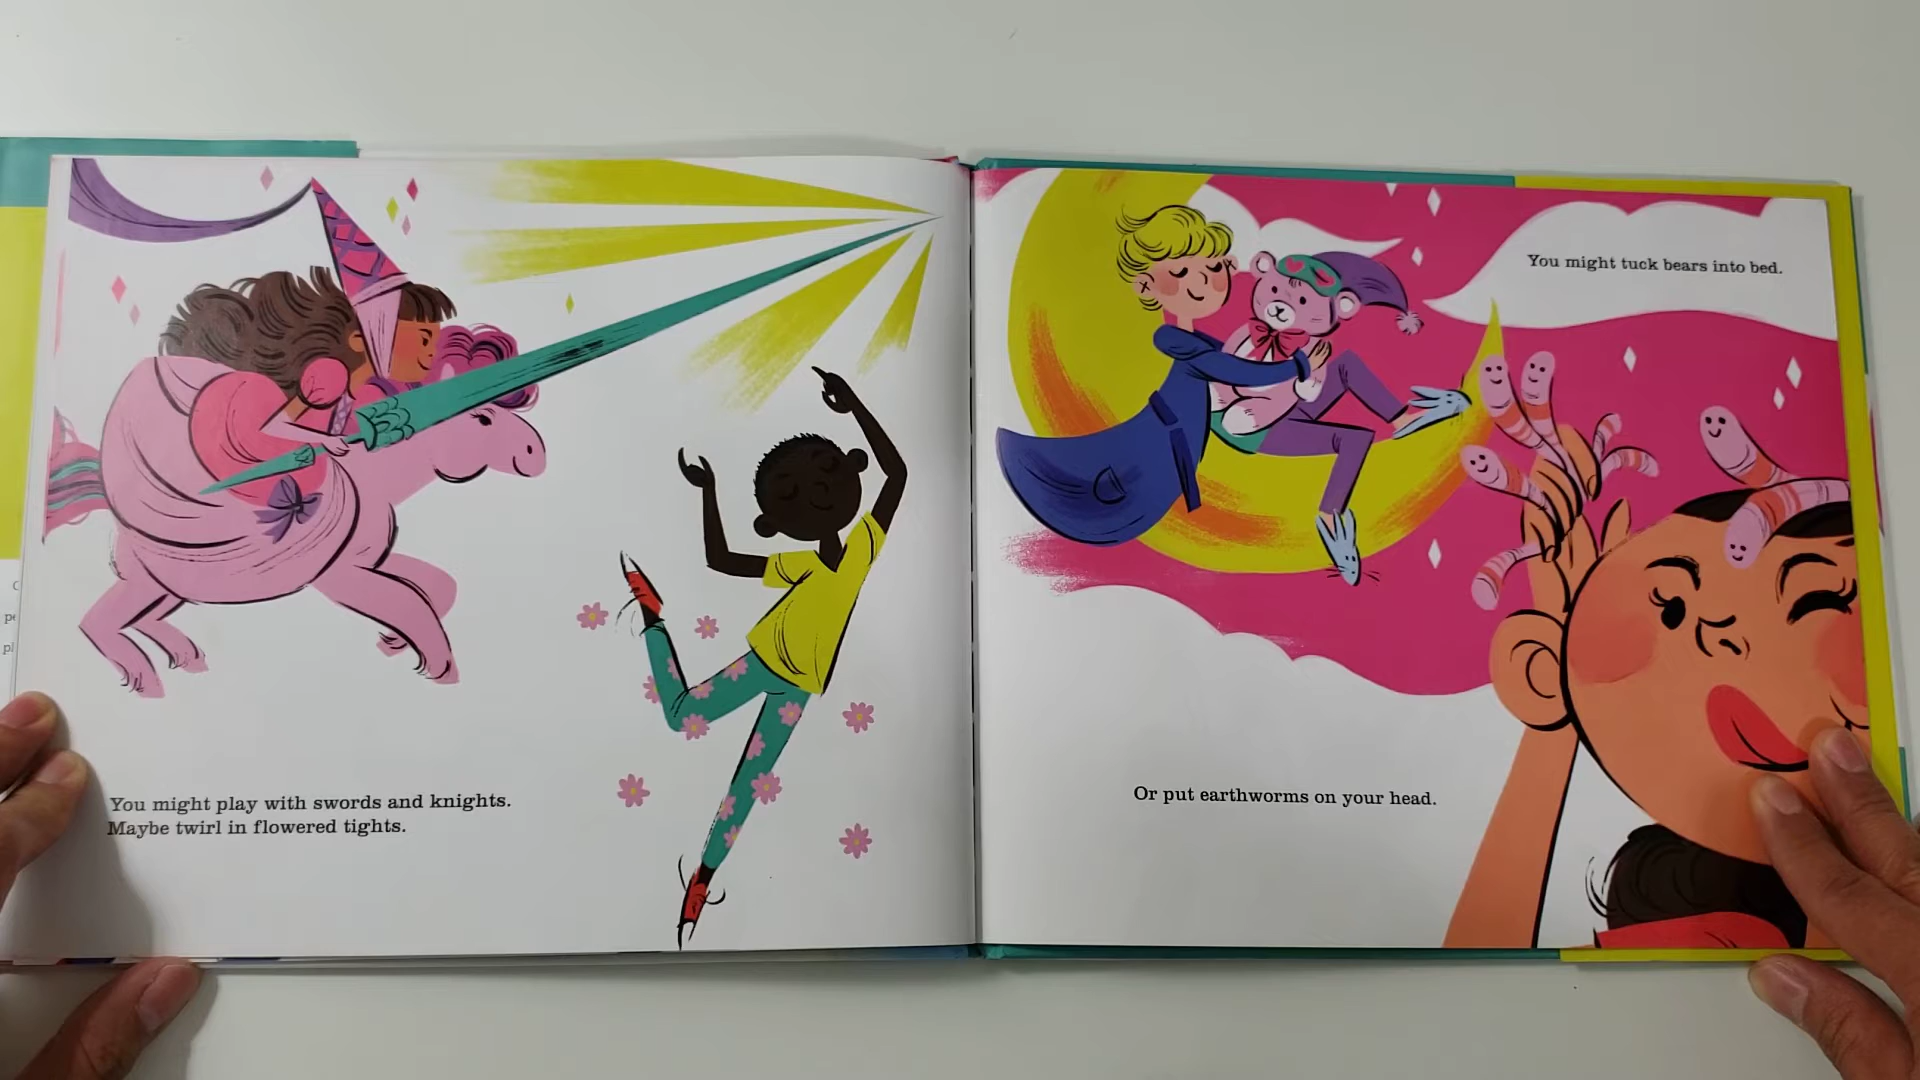 You might play with swords and knights.
Maybe twirl in flowered tights.
You might tuck bears into bed.
Or put earthworms on your head.